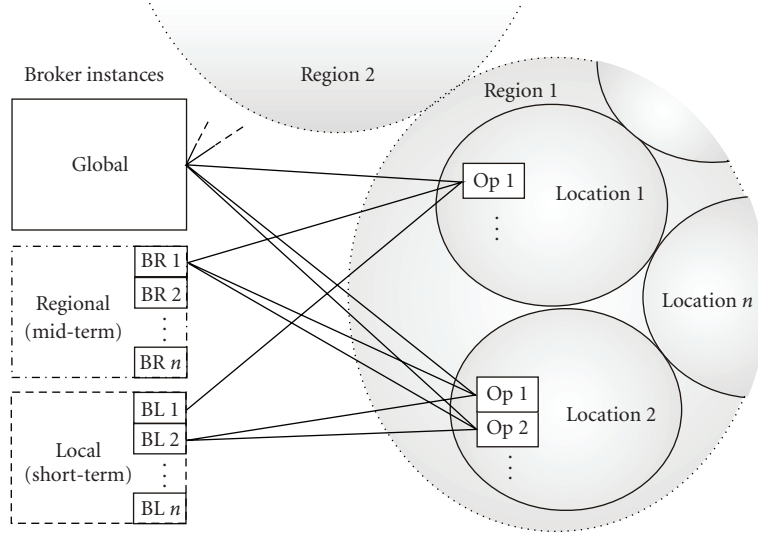 Broker instances
Global
BR 1
BR 2
Regional
(mid-term)
BR n
BL 1
BL 2
Local
(short-term)
BL n
Region 2
Region 1
Op 1
Location 1
Location n
Op 1
Op 2
Location 2